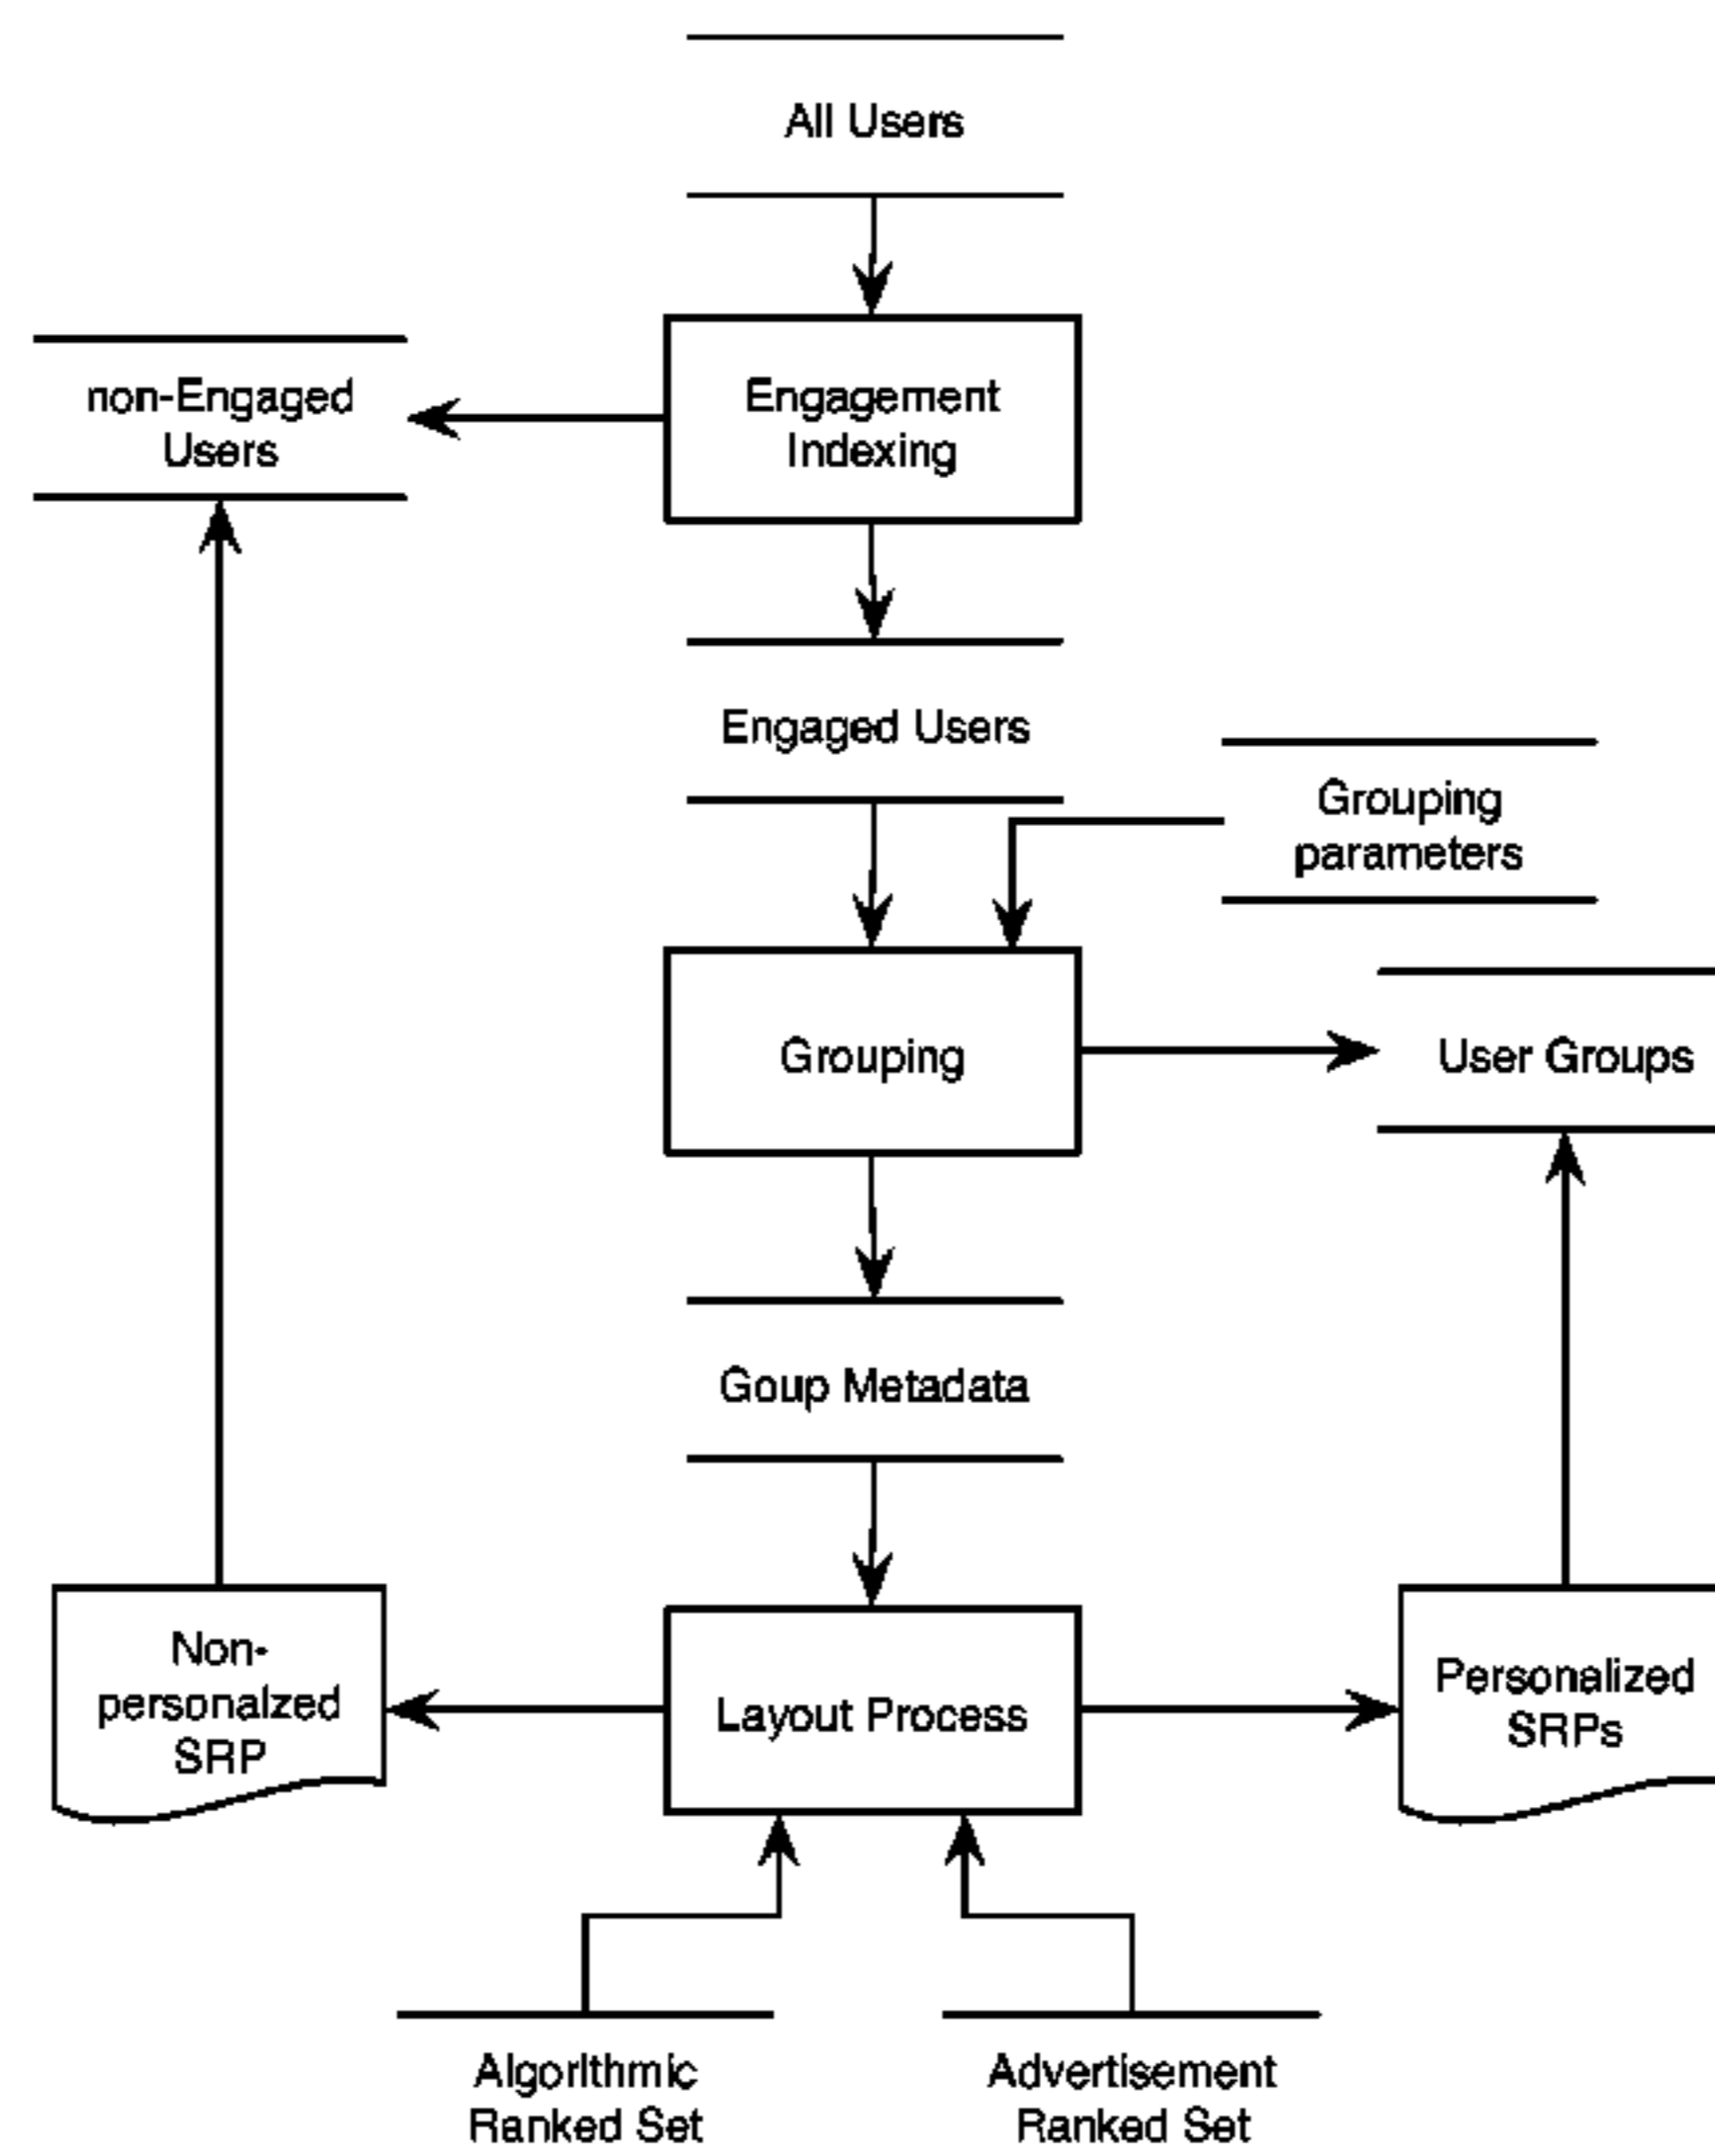 All Users
non-Engaged
Users
Engagement
Indexing
Engaged Users
Grouping
parameters
Grouping
User Groups
Goup Metadata
Non-
personalzed
SRP
Layout Process
Personalized
SRPs
Algorithmic
Ranked Set
Advertisement
Ranked Set